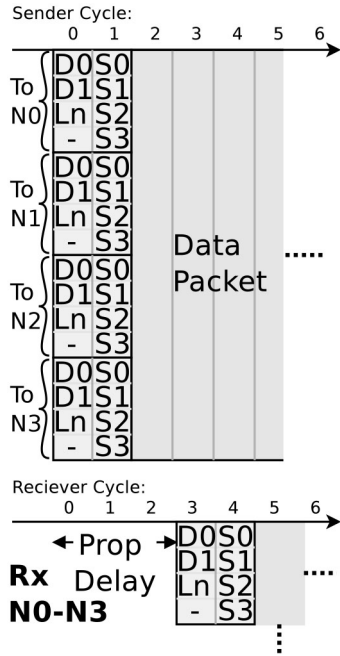 Sender Cycle:
0 1 2 3 4 5 6
To N0
D0 S0
D1 S1
Ln S2
- S3
To N1
D0 S0
D1 S1
Ln S2
- S3
To N2
D0 S0
D1 S1
Ln S2
- S3
To N3
D0 S0
D1 S1
Ln S2
- S3
Data
Packet
......
Reciever Cycle:
0 1 2 3 4 5 6
Prop
Delay
Rx
N0-N3
D0 S0
D1 S1
Ln S2
- S3